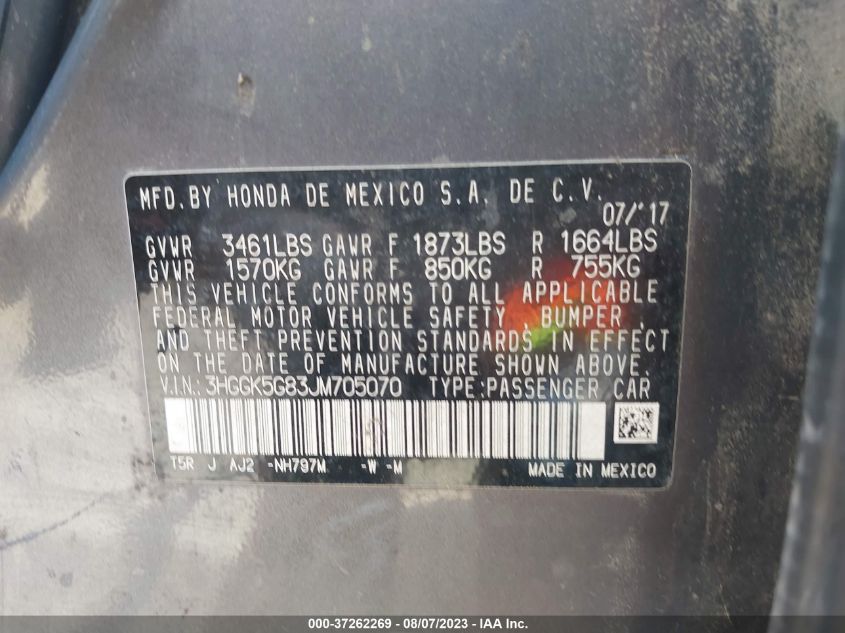 MFD. BY HONDA DE MEXICO S.A. DE C.V.
07/'17
GVWR 3461LBS GAWR F 1873LBS R 1664LBS
GVWR 1570KG GAWR F 850KG R 755KG
THIS VEHICLE CONFORMS TO ALL APPLICABLE
FEDERAL MOTOR VEHICLE SAFETY, BUMPER,
AND THEFT PREVENTION STANDARDS IN EFFECT
ON THE DATE OF MANUFACTURE SHOWN ABOVE.
V.I.N.:3HGGK5G83JM705070 TYPE:PASSENGER CAR
T5R J AJ2 -NH797M -W -M MADE IN MEXICO
000-37262269 - 08/07/2023 - IAA Inc.